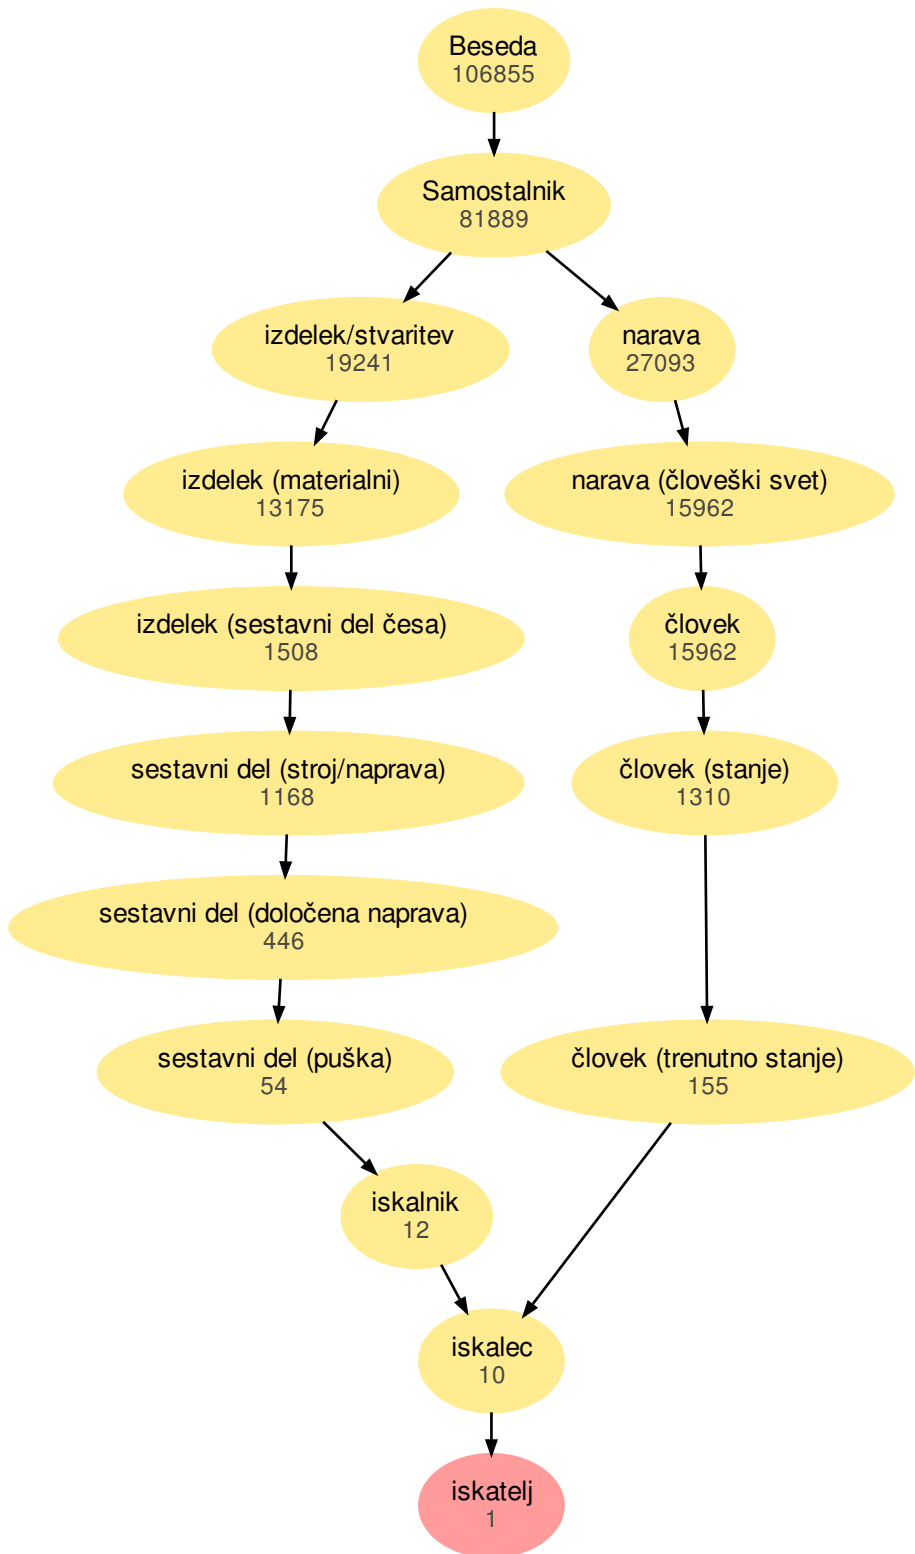 Beseda
106855
Samostalnik
81889
izdelek/stvaritev
19241
narava
27093
izdelek (materialni)
13175
narava (človeški svet)
15962
izdelek (sestavni del česa)
1508
človek
15962
sestavni del (stroj/naprava)
1168
človek (stanje)
1310
sestavni del (določena naprava)
446
sestavni del (puška)
54
človek (trenutno stanje)
155
iskalnik
12
iskalec
10
iskatelj
1